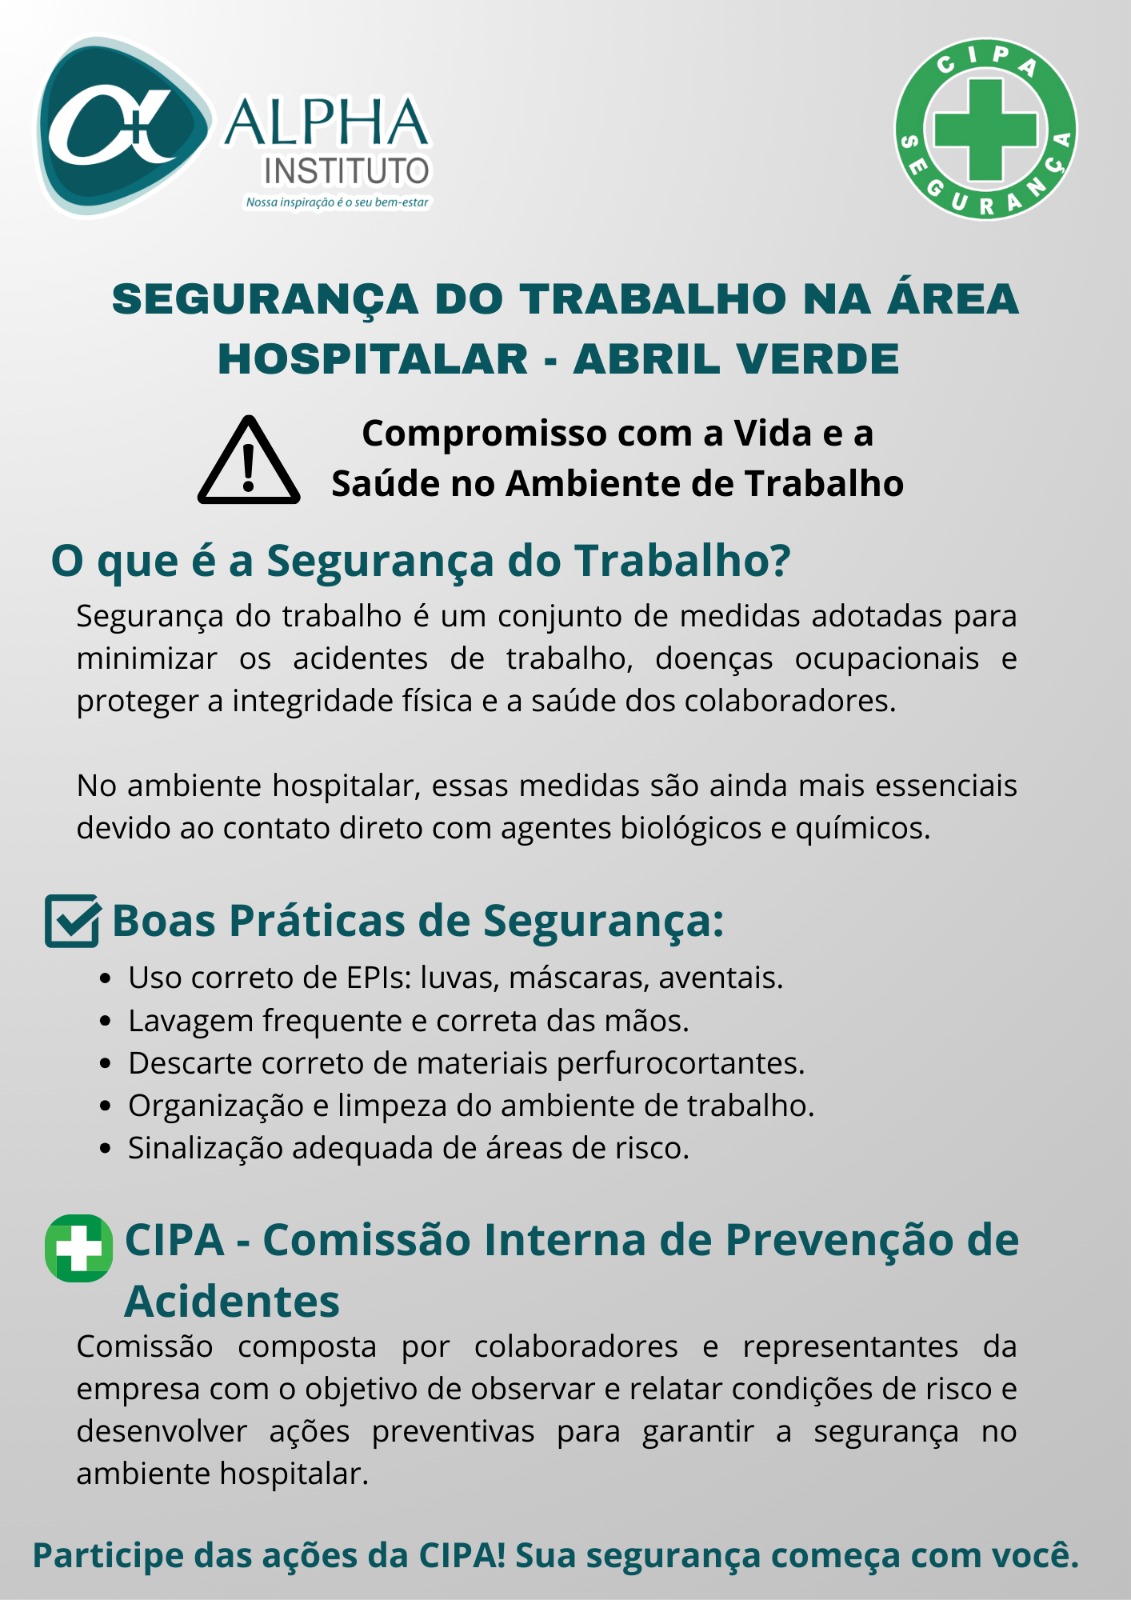 ALPHA
INSTITUTO
Nossa inspiração é o seu bem-estar
CIPA
SEGURANÇA
SEGURANÇA DO TRABALHO NA ÁREA
HOSPITALAR - ABRIL VERDE
Compromisso com a Vida e a
Saúde no Ambiente de Trabalho
O que é a Segurança do Trabalho?
Segurança do trabalho é um conjunto de medidas adotadas para
minimizar os acidentes de trabalho, doenças ocupacionais e
proteger a integridade física e a saúde dos colaboradores.
No ambiente hospitalar, essas medidas são ainda mais essenciais
devido ao contato direto com agentes biológicos e químicos.
Boas Práticas de Segurança:
• Uso correto de EPIs: luvas, máscaras, aventais.
• Lavagem frequente e correta das mãos.
• Descarte correto de materiais perfurocortantes.
• Organização e limpeza do ambiente de trabalho.
• Sinalização adequada de áreas de risco.
CIPA - Comissão Interna de Prevenção de
Acidentes
Comissão composta por colaboradores e representantes da
empresa com o objetivo de observar e relatar condições de risco e
desenvolver ações preventivas para garantir a segurança no
ambiente hospitalar.
Participe das ações da CIPA! Sua segurança começa com você.